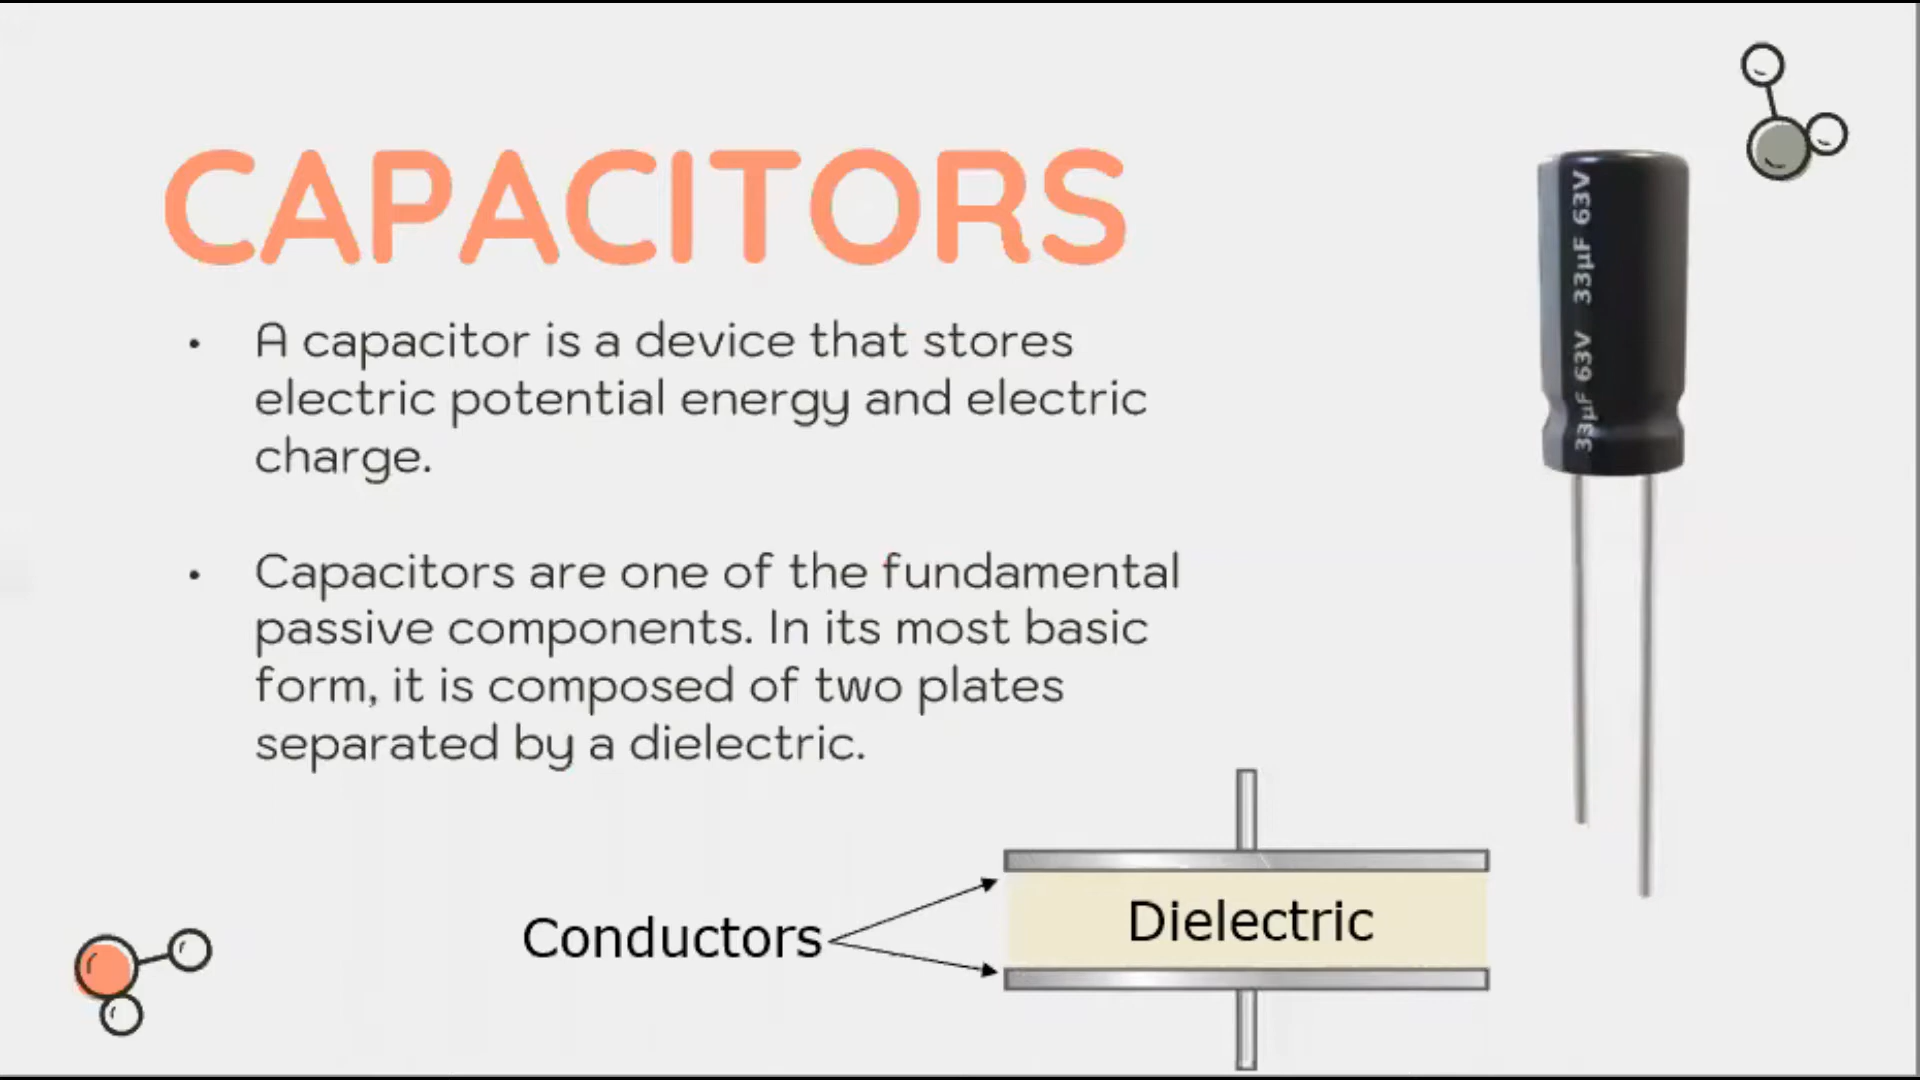 CAPACITORS
• A capacitor is a device that stores
electric potential energy and electric
charge.
• Capacitors are one of the fundamental
passive components. In its most basic
form, it is composed of two plates
separated by a dielectric.
33µF 63V 33µF 63V
Conductors
Dielectric